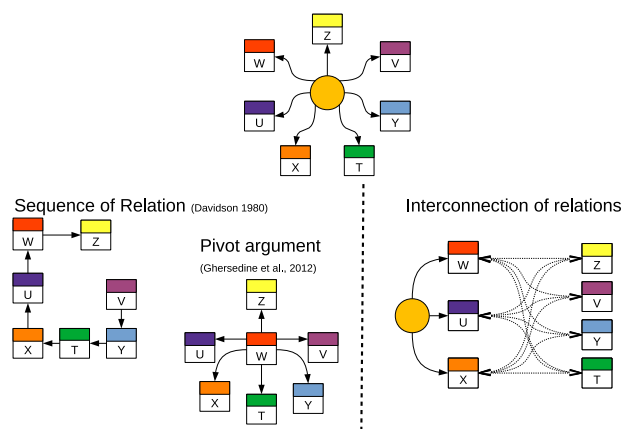 Z
W
V
U
Y
X
T
Sequence of Relation (Davidson 1980)
Interconnection of relations
W
Z
Pivot argument
(Ghersedine et al., 2012)
U
V
X
T
Y
Z
U
W
V
X
T
Y
W
Z
U
V
X
Y
T